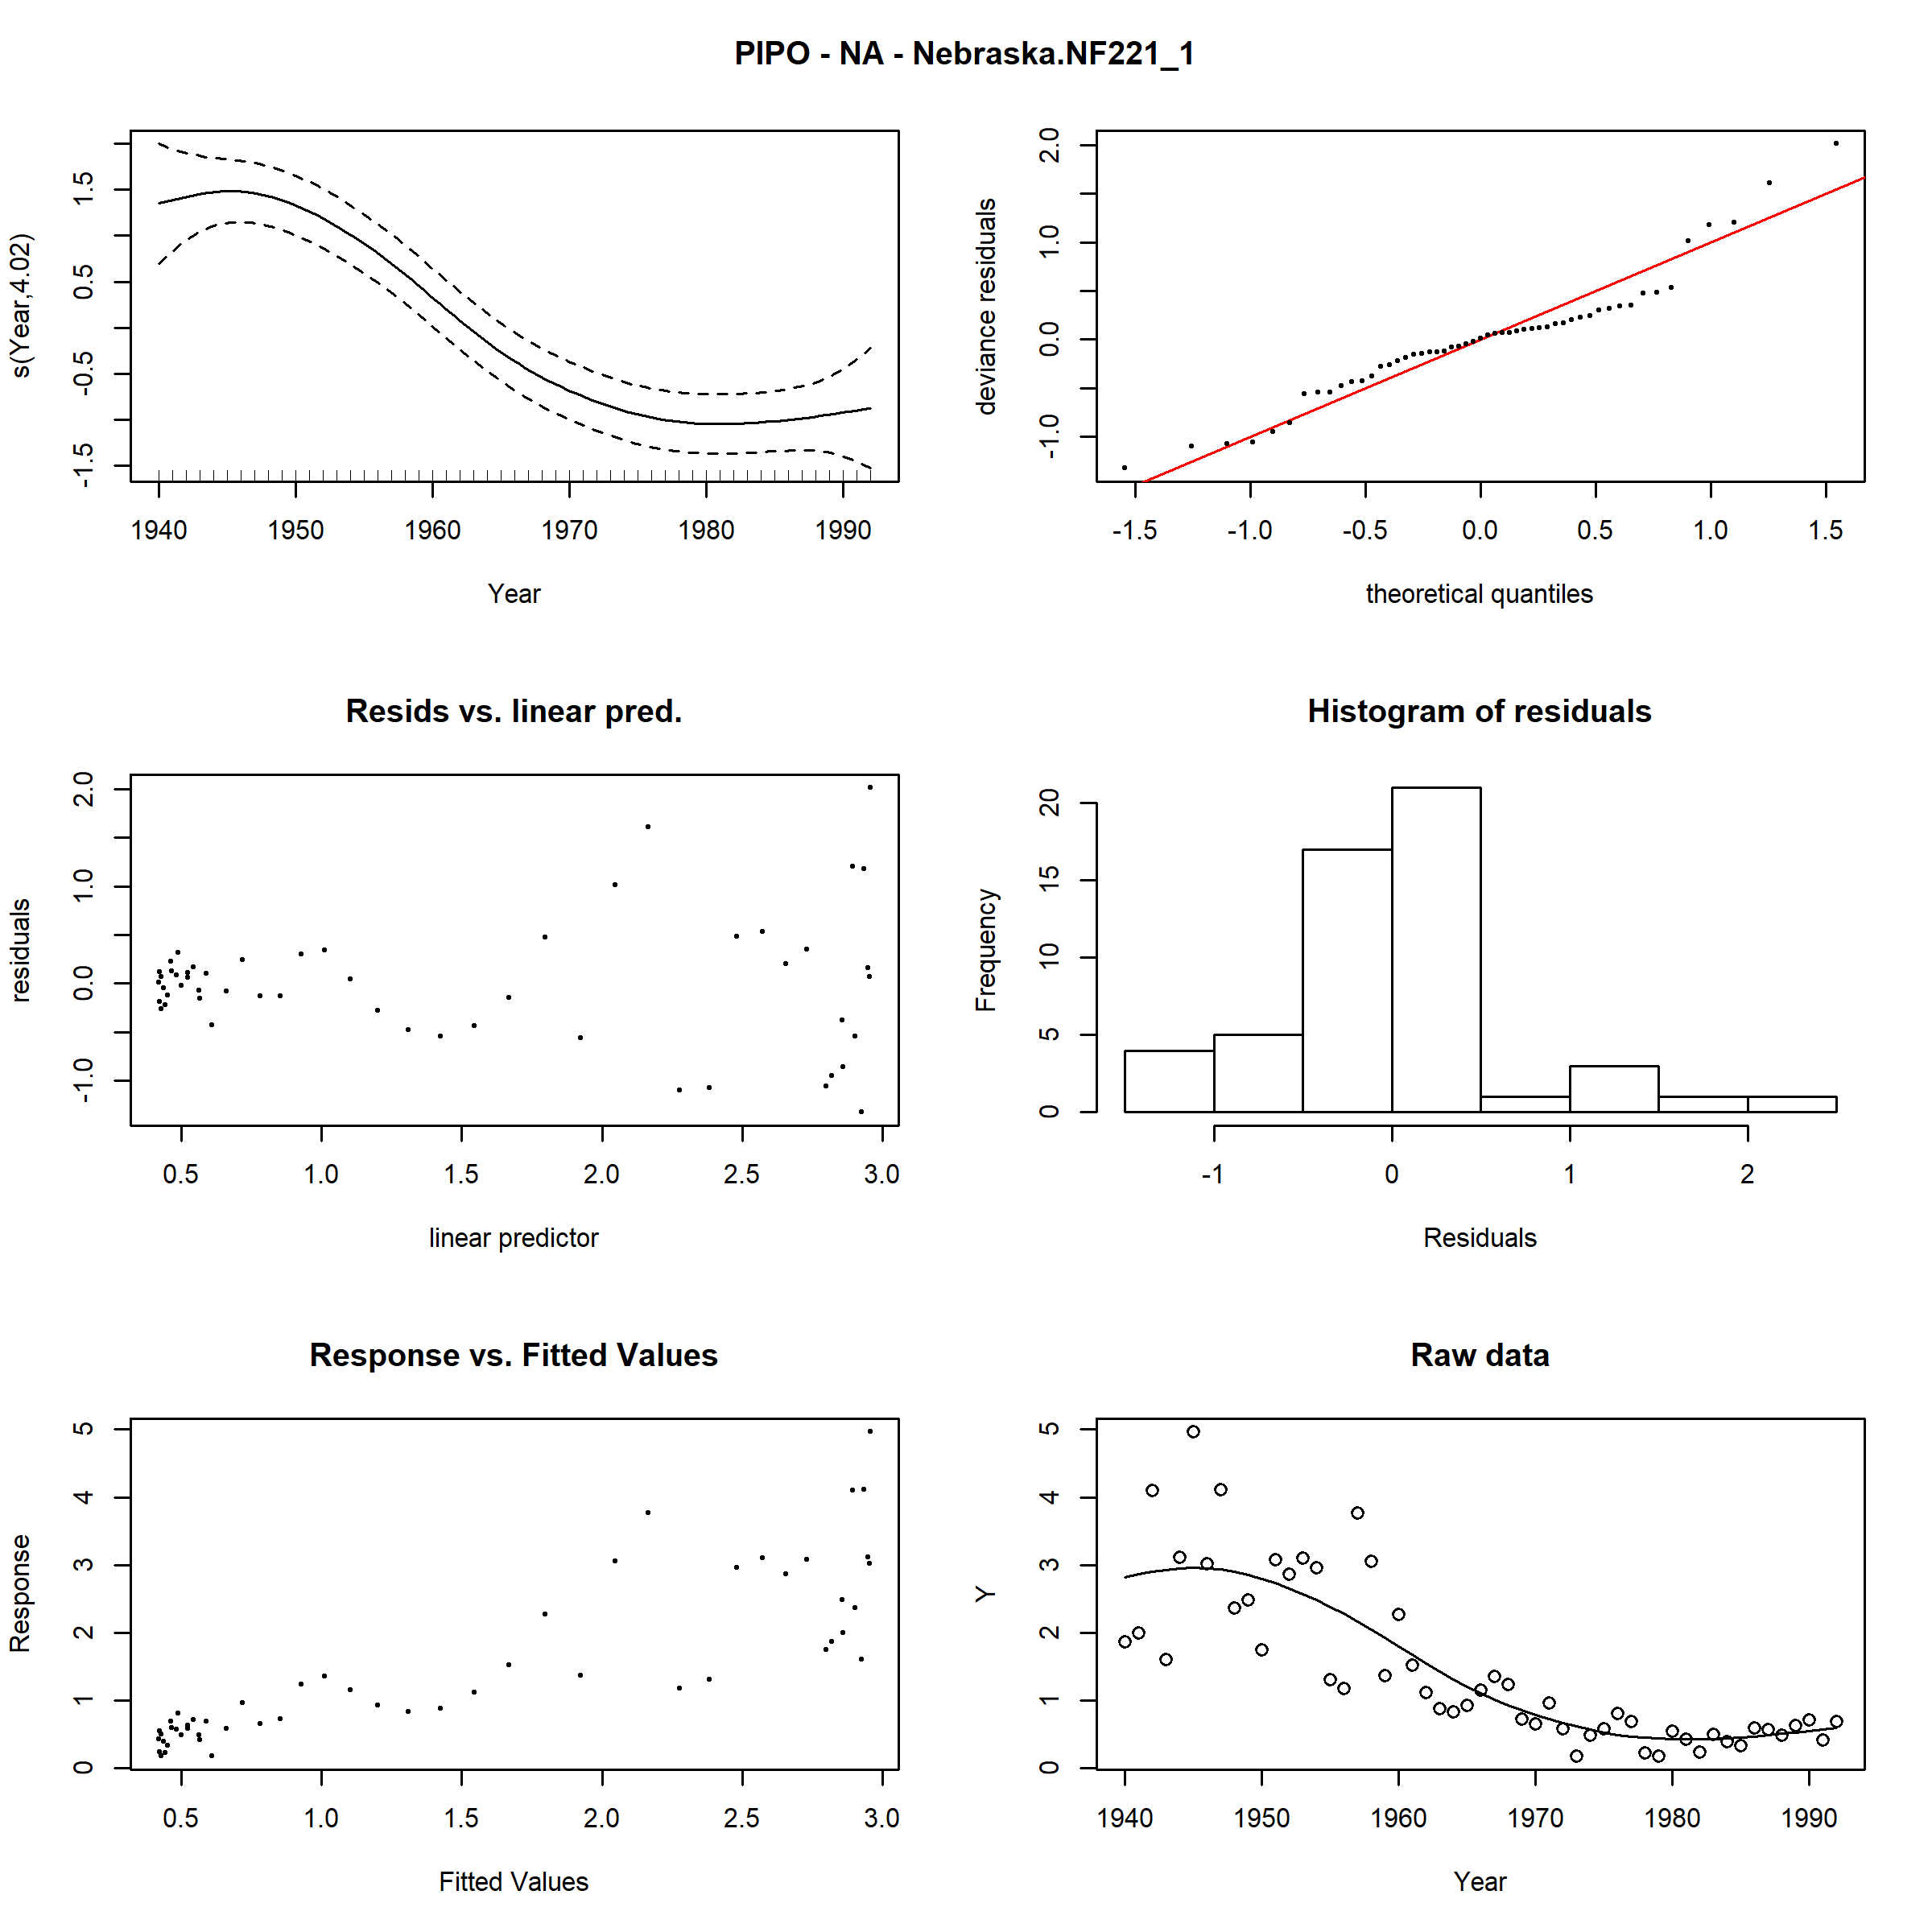 PIPO - NA - Nebraska.NF221_1
s(Year,4.02)
-1.5 -0.5 0.5 1.5
1940 1950 1960 1970 1980 1990
Year
deviance residuals
-1.0 0.0 1.0 2.0
-1.5 -1.0 -0.5 0.0 0.5 1.0 1.5
theoretical quantiles
Resids vs. linear pred.
residuals
-1.0 0.0 1.0 2.0
0.5 1.0 1.5 2.0 2.5 3.0
linear predictor
Histogram of residuals
Frequency
0 5 10 15 20
-1 0 1 2
Residuals
Response vs. Fitted Values
Response
0 1 2 3 4 5
0.5 1.0 1.5 2.0 2.5 3.0
Fitted Values
Raw data
Y
0 1 2 3 4 5
1940 1950 1960 1970 1980 1990
Year